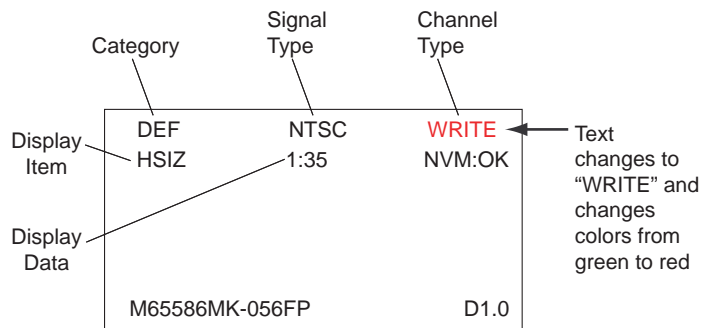 Category
Signal
Type
Channel
Type
Display
Item
Display
Data
DEF NTSC WRITE
HSIZ 1:35 NVM:OK
M65586MK-056FP D1.0
Text
changes to
“WRITE” and
changes
colors from
green to red